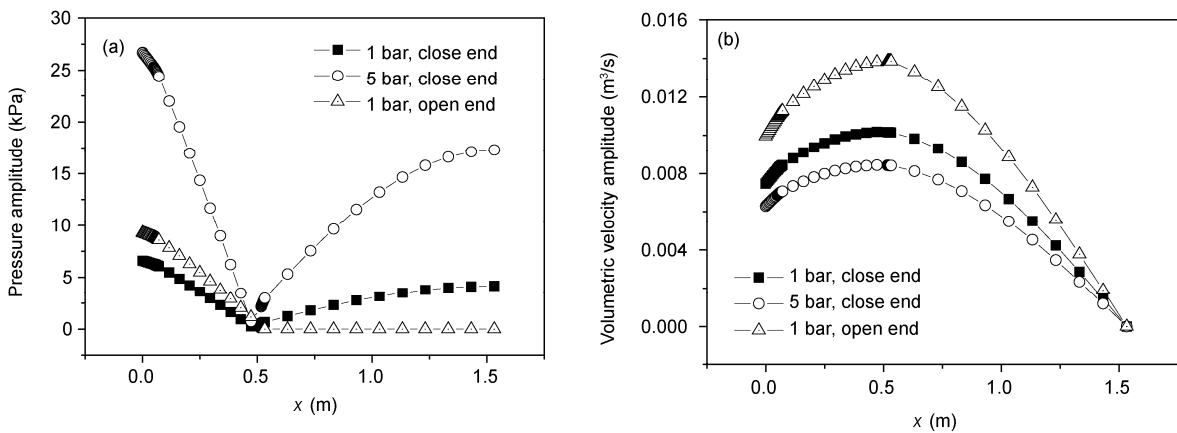 (a)
1 bar, close end
5 bar, close end
1 bar, open end
Pressure amplitude (kPa)
30
25
20
15
10
5
0
0.0 0.5 1.0 1.5
x (m)
(b)
1 bar, close end
5 bar, close end
1 bar, open end
Volumetric velocity amplitude (m³/s)
0.016
0.012
0.008
0.004
0.000
0.0 0.5 1.0 1.5
x (m)